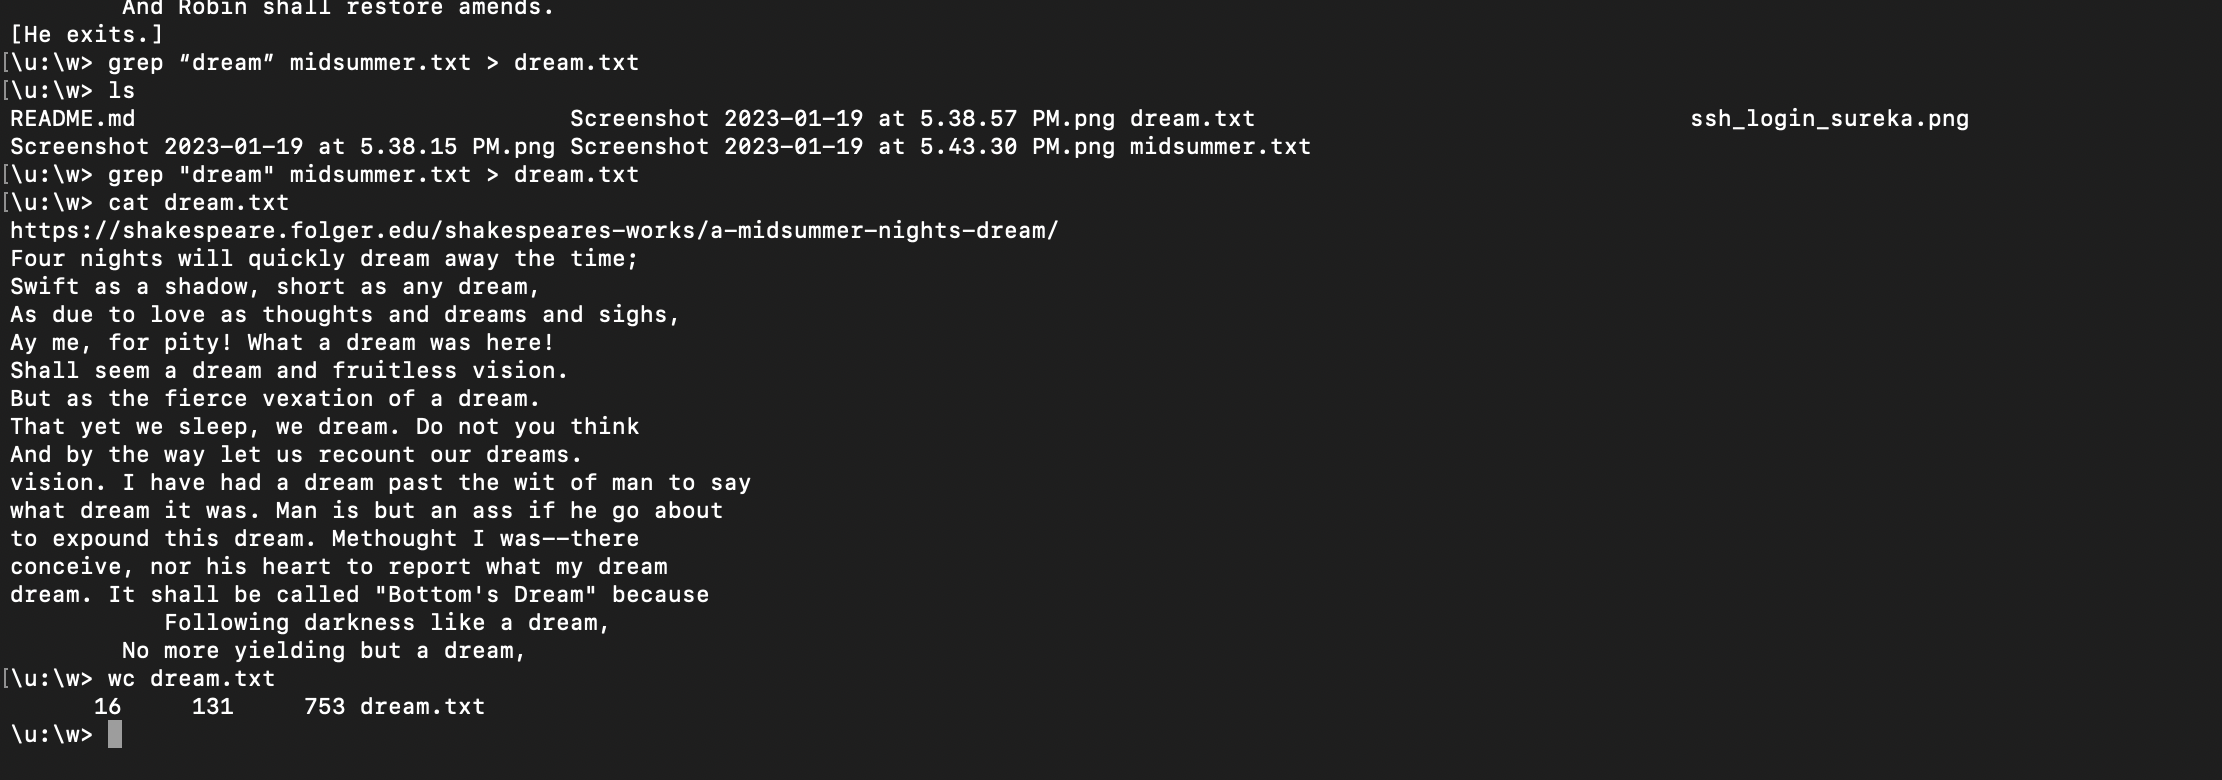 And Robin shall restore amends.
[He exits.]
[\u:\w> grep “dream” midsummer.txt > dream.txt
[\u:\w> ls
README.md Screenshot 2023-01-19 at 5.38.57 PM.png dream.txt ssh_login_sureka.png
Screenshot 2023-01-19 at 5.38.15 PM.png Screenshot 2023-01-19 at 5.43.30 PM.png midsummer.txt
[\u:\w> grep "dream" midsummer.txt > dream.txt
[\u:\w> cat dream.txt
https://shakespeare.folger.edu/shakespeares-works/a-midsummer-nights-dream/
Four nights will quickly dream away the time;
Swift as a shadow, short as any dream,
As due to love as thoughts and dreams and sighs,
Ay me, for pity! What a dream was here!
Shall seem a dream and fruitless vision.
But as the fierce vexation of a dream.
That yet we sleep, we dream. Do not you think
And by the way let us recount our dreams.
vision. I have had a dream past the wit of man to say
what dream it was. Man is but an ass if he go about
to expound this dream. Methought I was--there
conceive, nor his heart to report what my dream
dream. It shall be called "Bottom's Dream" because
Following darkness like a dream,
No more yielding but a dream,
[\u:\w> wc dream.txt
16 131 753 dream.txt
\u:\w>